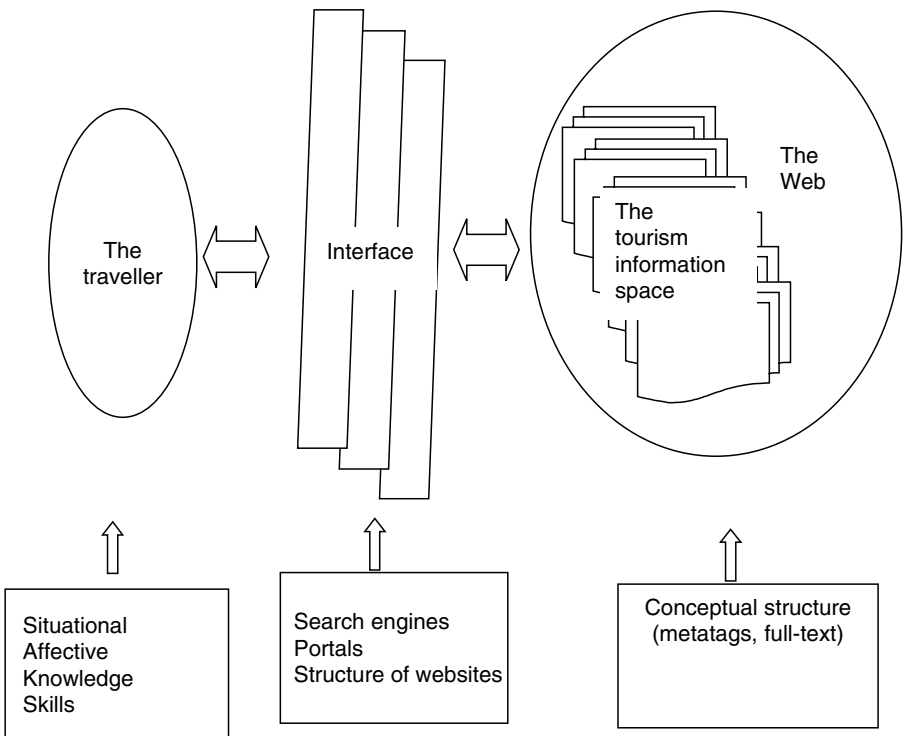 The
traveller
Interface
The
Web
The
tourism
information
space
Situational
Affective
Knowledge
Skills
Search engines
Portals
Structure of websites
Conceptual structure
(metatags, full-text)